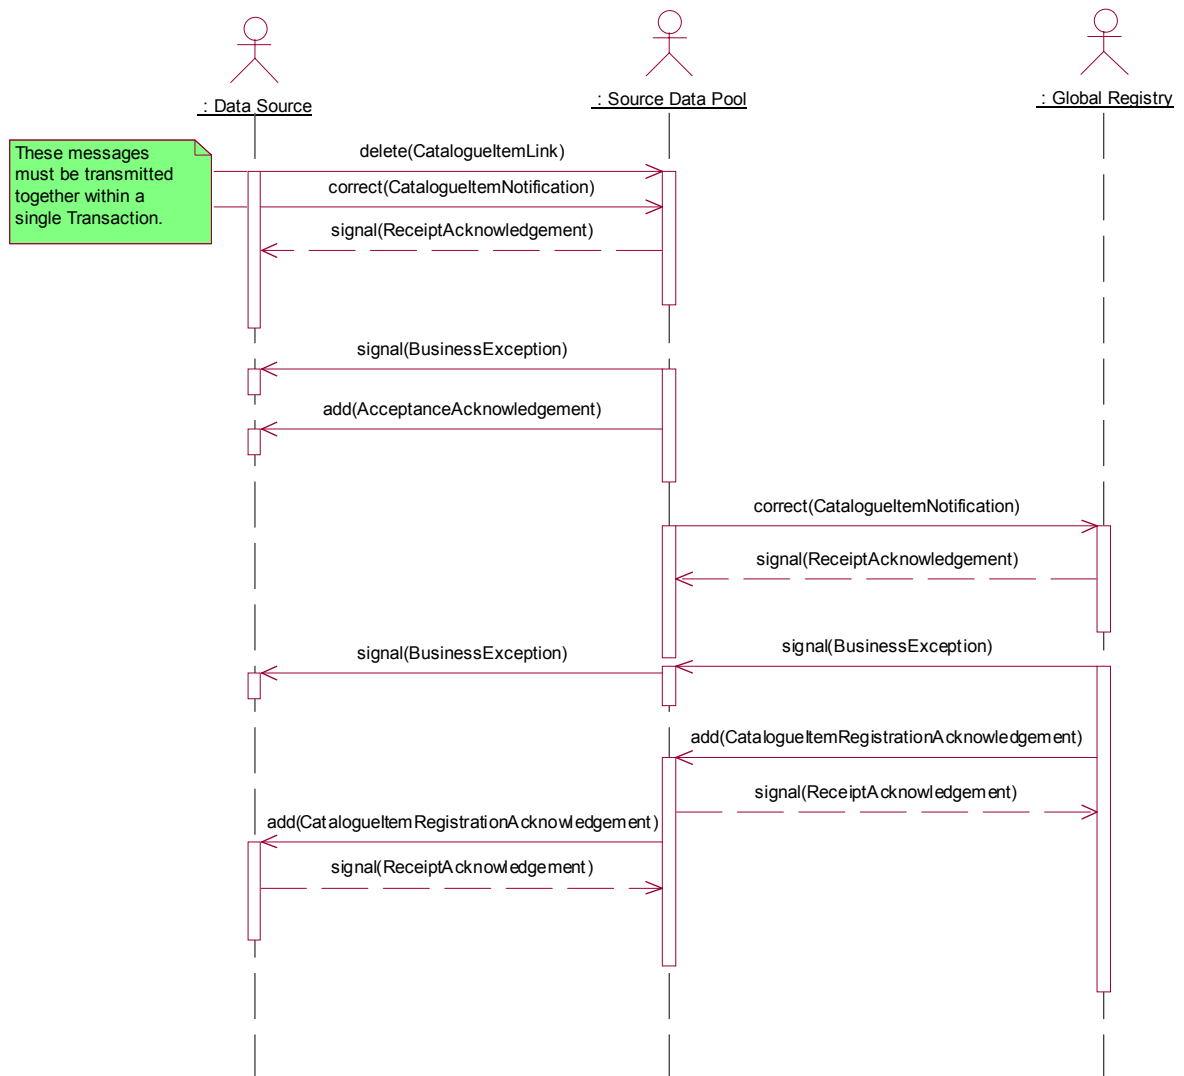 : Data Source
: Source Data Pool
: Global Registry
These messages
must be transmitted
together within a
single Transaction.
delete(CatalogueItemLink)
correct(CatalogueItemNotification)
signal(ReceiptAcknowledgement)
signal(BusinessException)
add(AcceptanceAcknowledgement)
correct(CatalogueItemNotification)
signal(ReceiptAcknowledgement)
signal(BusinessException)
signal(BusinessException)
add(CatalogueItemRegistrationAcknowledgement)
signal(ReceiptAcknowledgement)
add(CatalogueItemRegistrationAcknowledgement)
signal(ReceiptAcknowledgement)